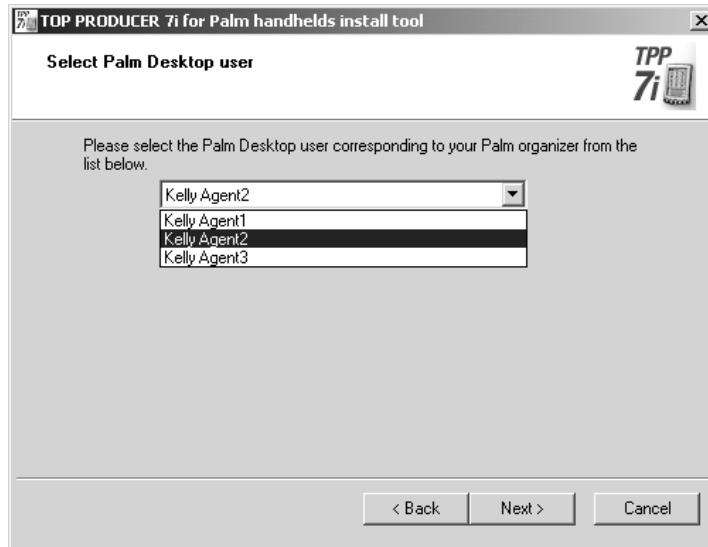 TPP 7i TOP PRODUCER 7i for Palm handhelds install tool
Select Palm Desktop user
TPP
7i
Please select the Palm Desktop user corresponding to your Palm organizer from the
list below.
Kelly Agent2
Kelly Agent1
Kelly Agent2
Kelly Agent3
< Back
Next >
Cancel